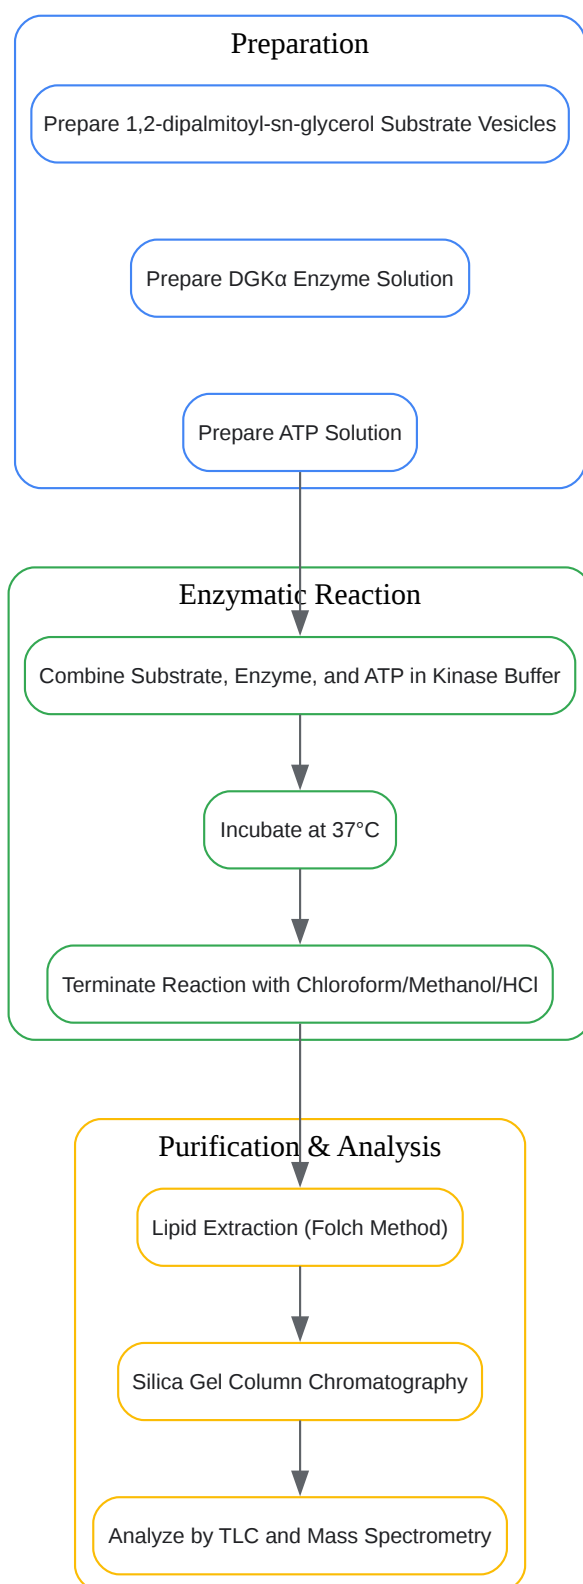 Preparation
Prepare 1,2-dipalmitoyl-sn-glycerol Substrate Vesicles
Prepare DGKα Enzyme Solution
Prepare ATP Solution
Enzymatic Reaction
Combine Substrate, Enzyme, and ATP in Kinase Buffer
Incubate at 37°C
Terminate Reaction with Chloroform/Methanol/HCl
Purification & Analysis
Lipid Extraction (Folch Method)
Silica Gel Column Chromatography
Analyze by TLC and Mass Spectrometry